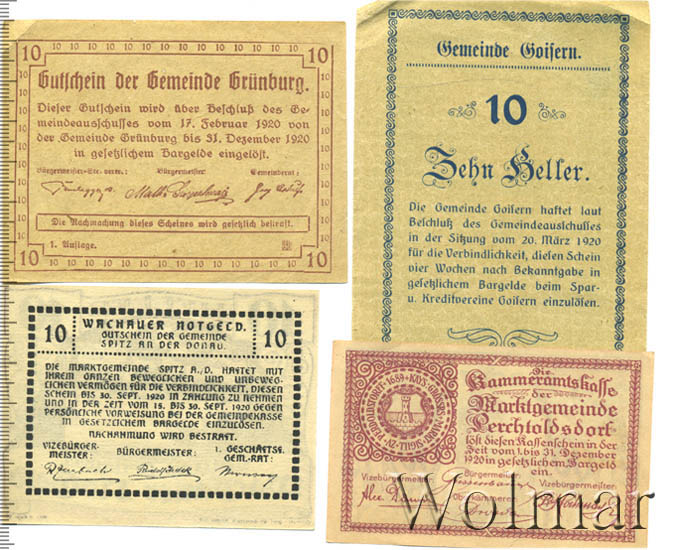 10 10
Gutschein der Gemeinde Grünburg.
Dieser Gutschein wird über Beschluß des Ge-
meindeausschusses vom 17. Februar 1920 von
der Gemeinde Grünburg bis 31. Dezember 1920
in gesetzlichem Bargelde eingelöst.
Bürgermeister-Stv. Bürgermeister: Gemeinderat:
Die Nachmachung dieses Scheines wird gesetzlich bestraft.
1. Auflage.
10 10
Gemeinde Goisern.
10
Zehn Heller.
Die Gemeinde Goisern haftet laut
Beschluß des Gemeindeausschusses
in der Sitzung vom 20. März 1920
für die Verbindlichkeit, diesen Schein
vier Wochen nach Bekanntgabe in
gesetzlichem Bargelde beim Spar-
u. Kreditvereine Goisern einzulösen.
10 WACHAUER NOTGELD. 10
GUTSCHEIN DER GEMEINDE
SPITZ AN DER DONAU.
DIE MARKTGEMEINDE SPITZ A. D. HAFTET MIT
IHREM GANZEN BEWEGLICHEN UND UNBEWEG-
LICHEN VERMÖGEN FÜR DIE VERBINDLICHKEIT, DIESEN
SCHEIN BIS 30. SEPT. 1920 IN ZAHLUNG ZU NEHMEN
UND IN DER ZEIT VOM 15. BIS 30. SEPT. 1920 GEGEN
PERSÖNLICHE VORWEISUNG BEI DER GEMEINDEKASSE
IN GESETZLICHEM BARGELDE EINZULÖSEN.
NACHAHMUNG WIRD BESTRAFT.
VIZEBÜRGER- 1. GESCHÄFTS.
MEISTER: BÜRGERMEISTER: GEM.-RAT:
Die
Kammeramtskasse
der
Marktgemeinde
Perchtoldsdorf
löst diesen Kassenschein in der
Zeit vom 1. bis 31. Dezember
1920 in gesetzlichem Bargeld
ein.
Vizebürgermeister: Bürgermeister: Vizebürgermeister:
Oberkämmerer
Wolmar